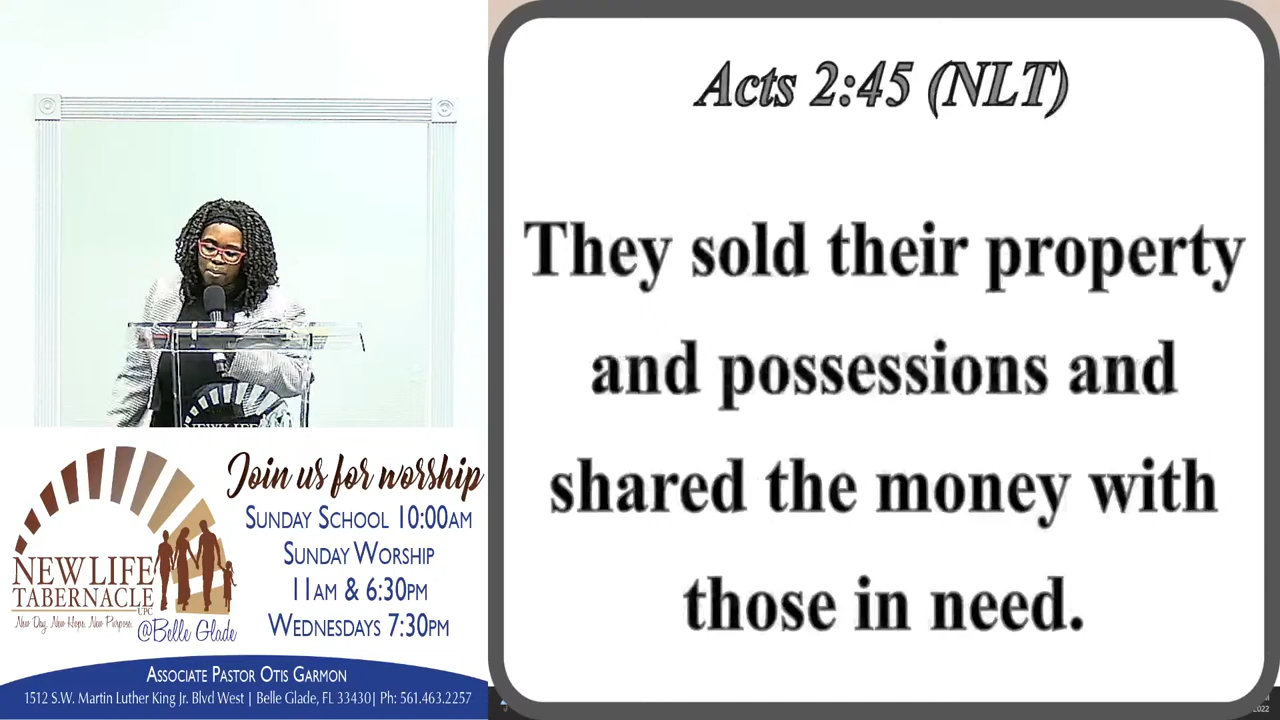 Acts 2:45 (NLT)
They sold their property
and possessions and
shared the money with
those in need.
Join us for worship
SUNDAY SCHOOL 10:00AM
SUNDAY WORSHIP
11AM & 6:30PM
WEDNESDAYS 7:30PM
NEW LIFE
TABERNACLE
UPC
New Day. New Hope. New Purpose.
@Belle Glade
ASSOCIATE PASTOR OTIS GARMON
1512 S.W. Martin Luther King Jr. Blvd West | Belle Glade, FL 33430| Ph: 561.463.2257